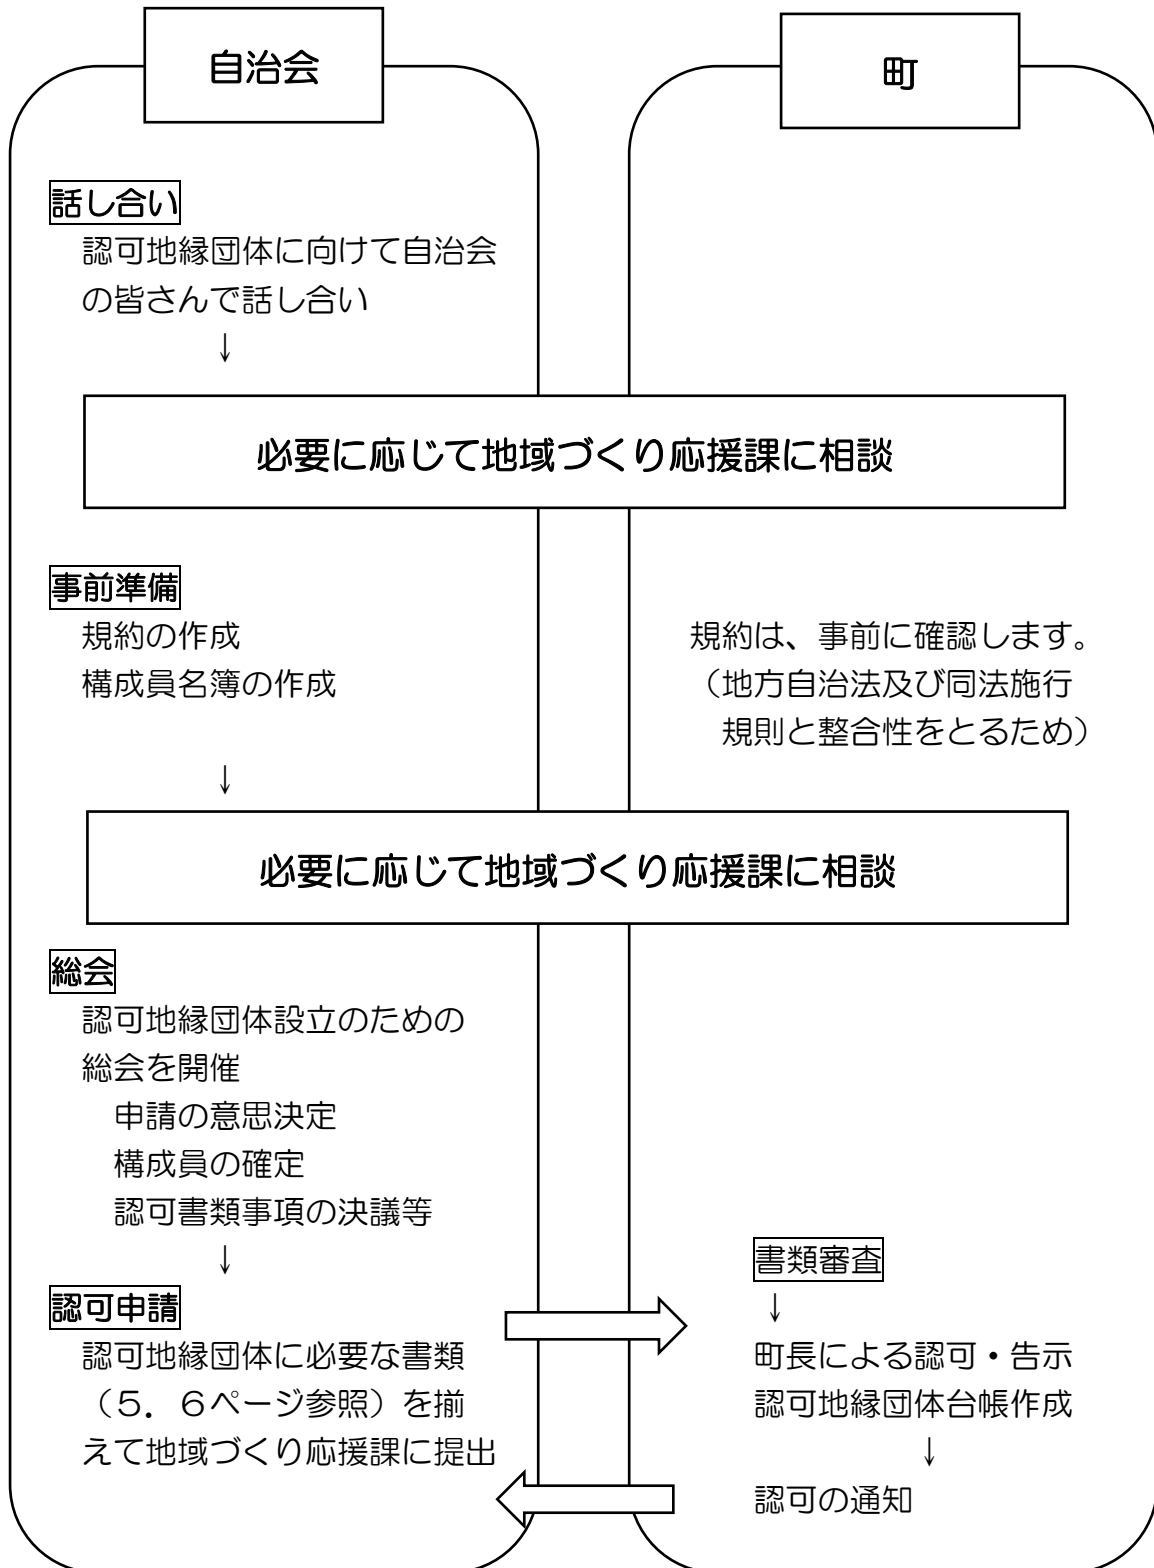 自治会
町
話し合い
認可地縁団体に向けて自治会
の皆さんで話し合い
↓
必要に応じて地域づくり応援課に相談
事前準備
規約の作成
構成員名簿の作成
規約は、事前に確認します。
（地方自治法及び同法施行
規則と整合性をとるため）
↓
必要に応じて地域づくり応援課に相談
総会
認可地縁団体設立のための
総会を開催
申請の意思決定
構成員の確定
認可書類事項の決議等
↓
認可申請
認可地縁団体に必要な書類
（５．６ページ参照）を揃
えて地域づくり応援課に提出
書類審査
↓
町長による認可・告示
認可地縁団体台帳作成
↓
認可の通知